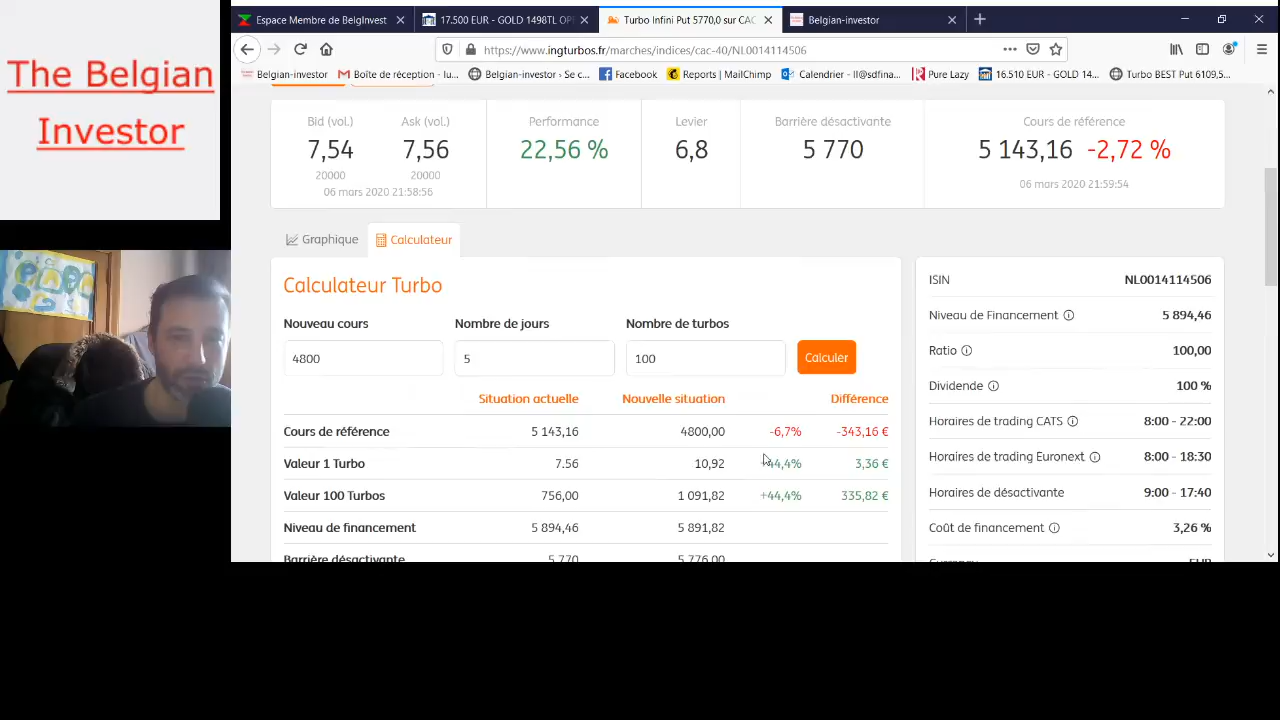 The Belgian
Investor
Espace Membre de BelgInvest
17.500 EUR - GOLD 1498TL OPE
Turbo Infini Put 5770,0 sur CAC
Belgian-investor
https://www.ingturbos.fr/marches/indices/cac-40/NL0014114506
Belgian-investor
Boîte de réception - lu...
Belgian-investor › Se c...
Facebook
Reports | MailChimp
Calendrier - ll@sdfina...
Pure Lazy
16.510 EUR - GOLD 14...
Turbo BEST Put 6109,5...
Bid (vol.)
Ask (vol.)
Performance
Levier
Barrière désactivante
Cours de référence
7,54
7,56
22,56 %
6,8
5 770
5 143,16 -2,72 %
20000
20000
06 mars 2020 21:58:56
06 mars 2020 21:59:54
Graphique
Calculateur
Calculateur Turbo
Nouveau cours
Nombre de jours
Nombre de turbos
4800
5
100
Calculer
Situation actuelle
Nouvelle situation
Différence
Cours de référence 5 143,16 4800,00 -6,7% -343,16 €
Valeur 1 Turbo 7.56 10,92 +44,4% 3,36 €
Valeur 100 Turbos 756,00 1 091,82 +44,4% 335,82 €
Niveau de financement 5 894,46 5 891,82
Barrière désactivante 5 770 5 776,00
ISIN NL0014114506
Niveau de Financement 5 894,46
Ratio 100,00
Dividende 100 %
Horaires de trading CATS 8:00 - 22:00
Horaires de trading Euronext 8:00 - 18:30
Horaires de désactivante 9:00 - 17:40
Coût de financement 3,26 %
Currency EUR